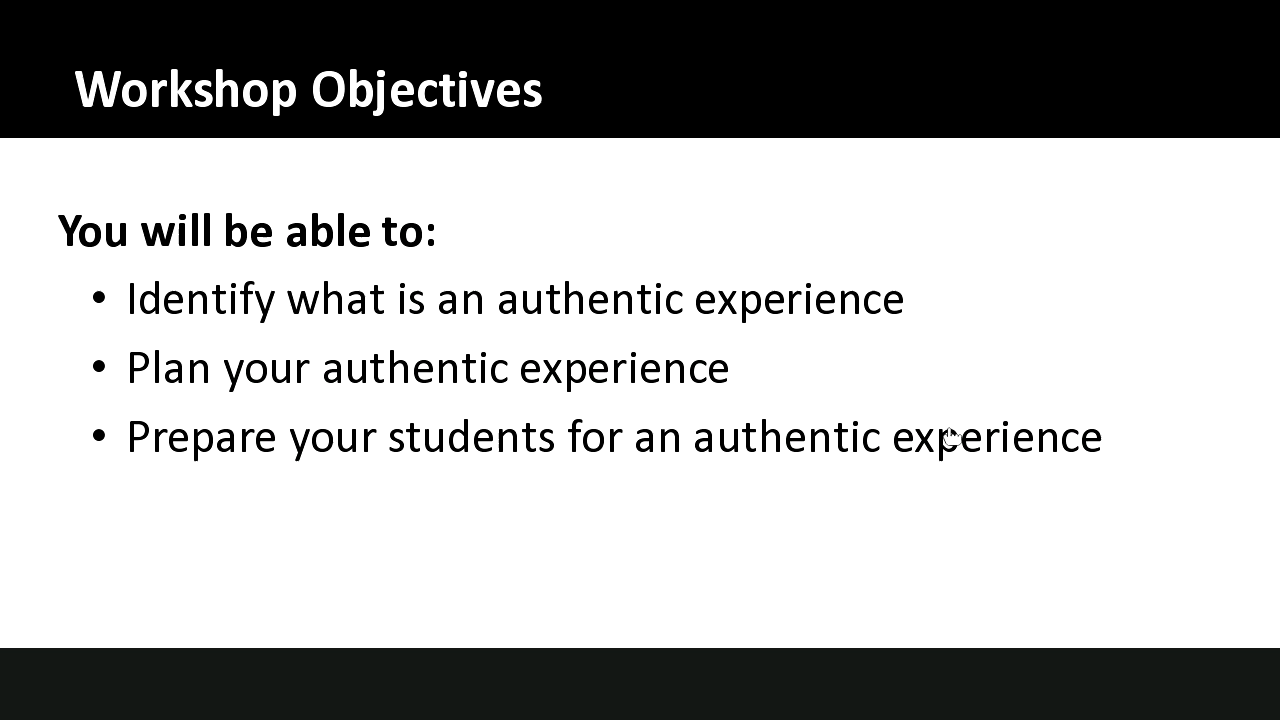 Workshop Objectives
You will be able to:
• Identify what is an authentic experience
• Plan your authentic experience
• Prepare your students for an authentic experience